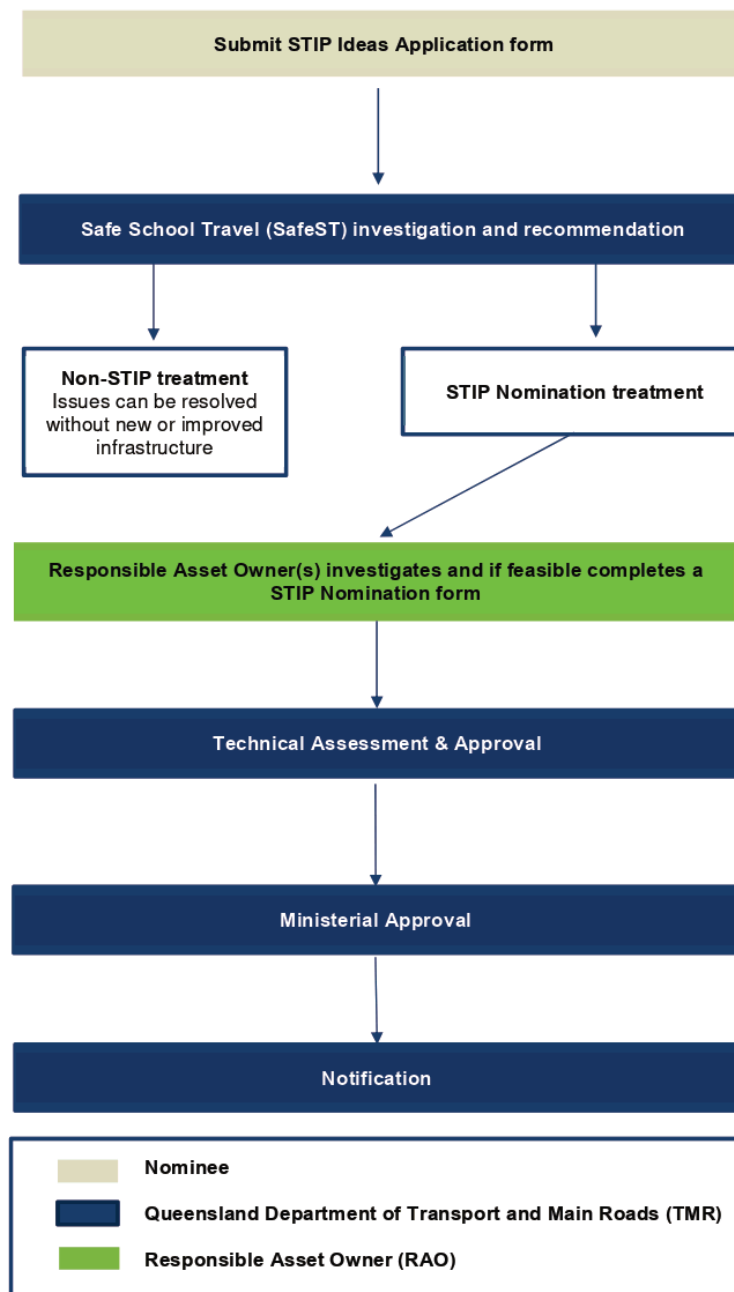 Submit STIP Ideas Application form
Safe School Travel (SafeST) investigation and recommendation
Non-STIP treatment
Issues can be resolved
without new or improved
infrastructure
STIP Nomination treatment
Responsible Asset Owner(s) investigates and if feasible completes a
STIP Nomination form
Technical Assessment & Approval
Ministerial Approval
Notification
Nominee
Queensland Department of Transport and Main Roads (TMR)
Responsible Asset Owner (RAO)